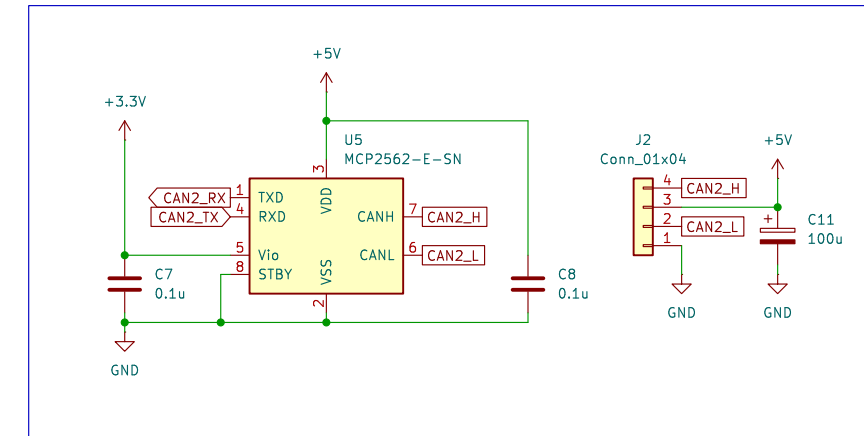 +5V
+3.3V
U5
MCP2562-E-SN
J2
Conn_01x04
+5V
3
VDD
CAN2_RX 1 TXD
CAN2_TX 4 RXD
CANH 7 CAN2_H
5 Vio
8 STBY
CANL 6 CAN2_L
VSS
2
4 CAN2_H
3
2 CAN2_L
1
+
C11
100u
C7
0.1u
C8
0.1u
GND
GND
GND